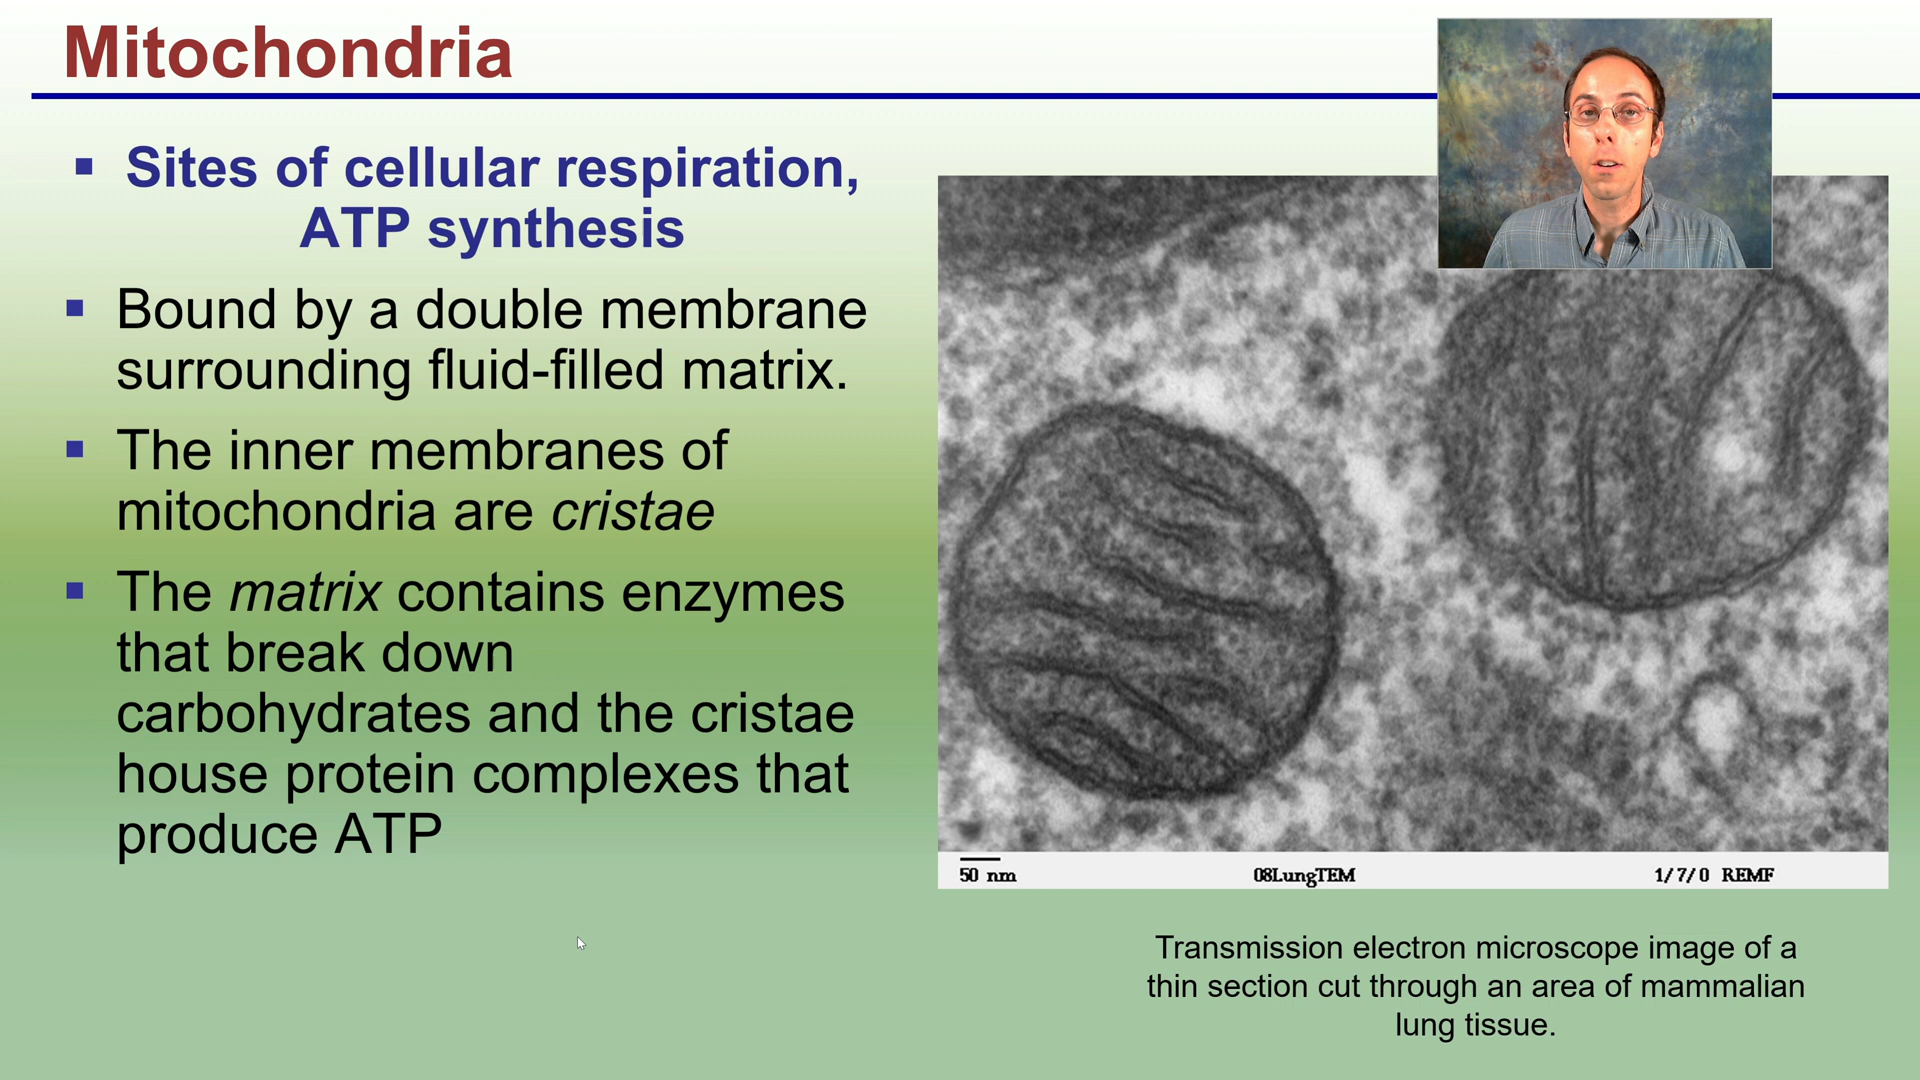 Mitochondria
▪ Sites of cellular respiration,
ATP synthesis
▪ Bound by a double membrane
surrounding fluid-filled matrix.
▪ The inner membranes of
mitochondria are cristae
▪ The matrix contains enzymes
that break down
carbohydrates and the cristae
house protein complexes that
produce ATP
50 nm 08LungTEM 1/7/0 REMF
Transmission electron microscope image of a
thin section cut through an area of mammalian
lung tissue.